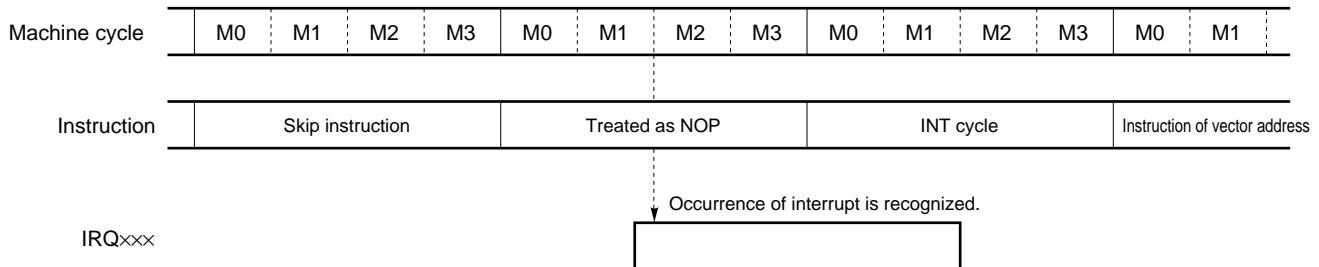 Machine cycle M0 M1 M2 M3 M0 M1 M2 M3 M0 M1 M2 M3 M0 M1
Instruction Skip instruction Treated as NOP INT cycle Instruction of vector address
Occurrence of interrupt is recognized.
IRQ×××